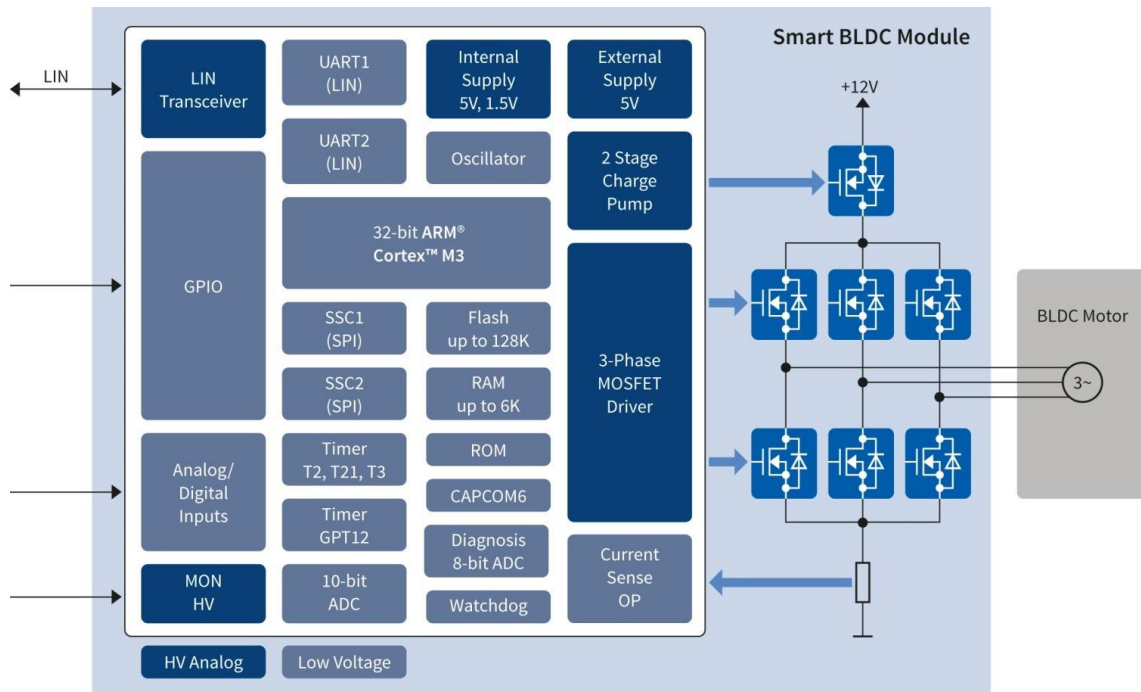 Smart BLDC Module
LIN
LIN
Transceiver
UART1
(LIN)
Internal
Supply
5V, 1.5V
External
Supply
5V
+12V
UART2
(LIN)
Oscillator
2 Stage
Charge
Pump
32-bit ARM®
Cortex™ M3
GPIO
SSC1
(SPI)
Flash
up to 128K
3-Phase
MOSFET
Driver
BLDC Motor
3~
SSC2
(SPI)
RAM
up to 6K
Analog/
Digital
Inputs
Timer
T2, T21, T3
ROM
CAPCOM6
Timer
GPT12
Diagnosis
8-bit ADC
Current
Sense
OP
MON
HV
10-bit
ADC
Watchdog
HV Analog
Low Voltage